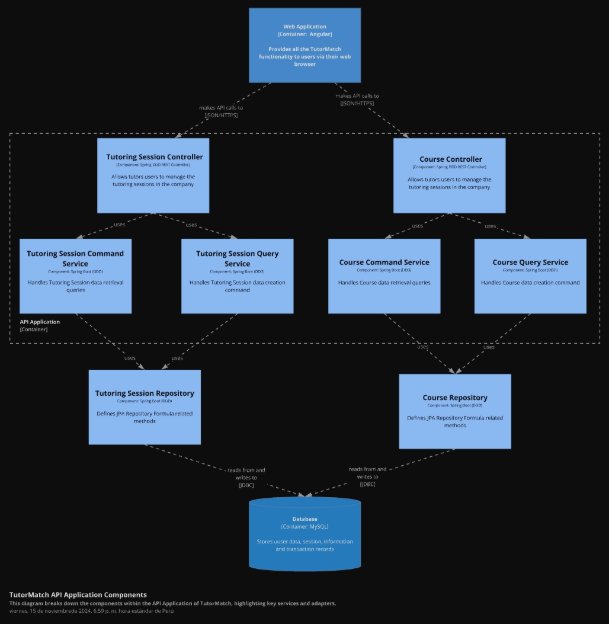 Web Application
[Container: Angular]
Provides all the TutorMatch
functionality to users via their web
browser
makes API calls to
[JSON/HTTPS]
makes API calls to
[JSON/HTTPS]
Tutoring Session Controller
[Component: Spring DDD REST Controller]
Allows tutors users to manage the
tutoring sessions in the company
Course Controller
[Component: Spring DDD REST Controller]
Allows tutors users to manage the
tutoring sessions in the company
uses
uses
uses
uses
Tutoring Session Command
Service
Component: Spring Boot (DDD)
Handles Tutoring Session data retrieval
queries
Tutoring Session Query
Service
Component: Spring Boot (DDD)
Handles Tutoring Session data creation
command
Course Command Service
Component: Spring Boot (DDD)
Handles Course data retrieval queries
Course Query Service
Component: Spring Boot (DDD)
Handles Course data creation command
API Application
[Container]
uses
uses
uses
uses
Tutoring Session Repository
Component: Spring Boot (DDD)
Defines JPA Repository Formula related
methods
Course Repository
Component: Spring Boot (DDD)
Defines JPA Repository Formula related
methods
reads from and
writes to
[JDBC]
reads from and
writes to
[JDBC]
Database
[Container: MySQL]
Stores user data, session, information
and transaction records
TutorMatch API Application Components
This diagram breaks down the components within the API Application of TutorMatch, highlighting key services and adapters.
viernes, 15 de noviembre de 2024, 6:59 p. m. hora estándar de Perú